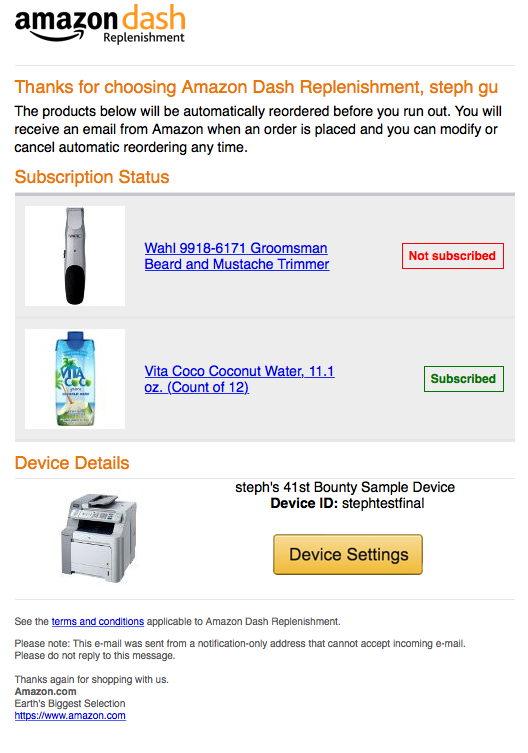 amazon dash
Replenishment
Thanks for choosing Amazon Dash Replenishment, steph gu
The products below will be automatically reordered before you run out. You will
receive an email from Amazon when an order is placed and you can modify or
cancel automatic reordering any time.
Subscription Status
WAHL
Wahl 9918-6171 Groomsman
Beard and Mustache Trimmer
Not subscribed
VITA
COCO
Vita Coco Coconut Water, 11.1
oz. (Count of 12)
Subscribed
Device Details
steph's 41st Bounty Sample Device
Device ID: stephtestfinal
Device Settings
See the terms and conditions applicable to Amazon Dash Replenishment.
Please note: This e-mail was sent from a notification-only address that cannot accept incoming e-mail.
Please do not reply to this message.
Thanks again for shopping with us.
Amazon.com
Earth's Biggest Selection
https://www.amazon.com